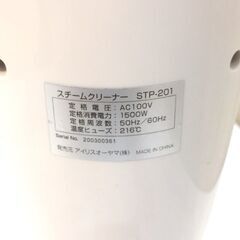 スチームクリーナー STP-201
定格電圧：AC100V
定格消費電力：1500W
定格周波数：50Hz／60Hz
温度ヒューズ：216℃
Serial No. 200300361
MADE IN CHINA
発売元 アイリスオーヤマ(株)